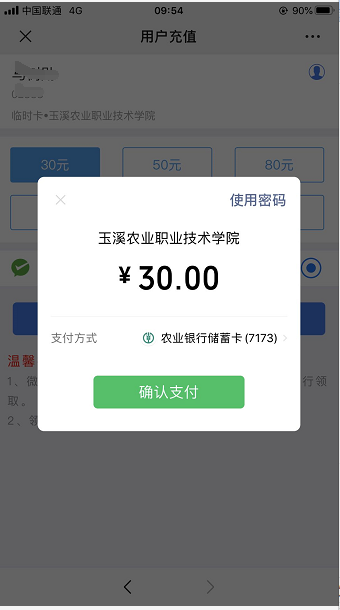 中国联通 4G 09:54 90%
用户充值
临时卡•玉溪农业职业技术学院
30元 50元 80元
使用密码
玉溪农业职业技术学院
¥30.00
支付方式 农业银行储蓄卡(7173)
确认支付
温馨
1、微 行领
取。
2、领